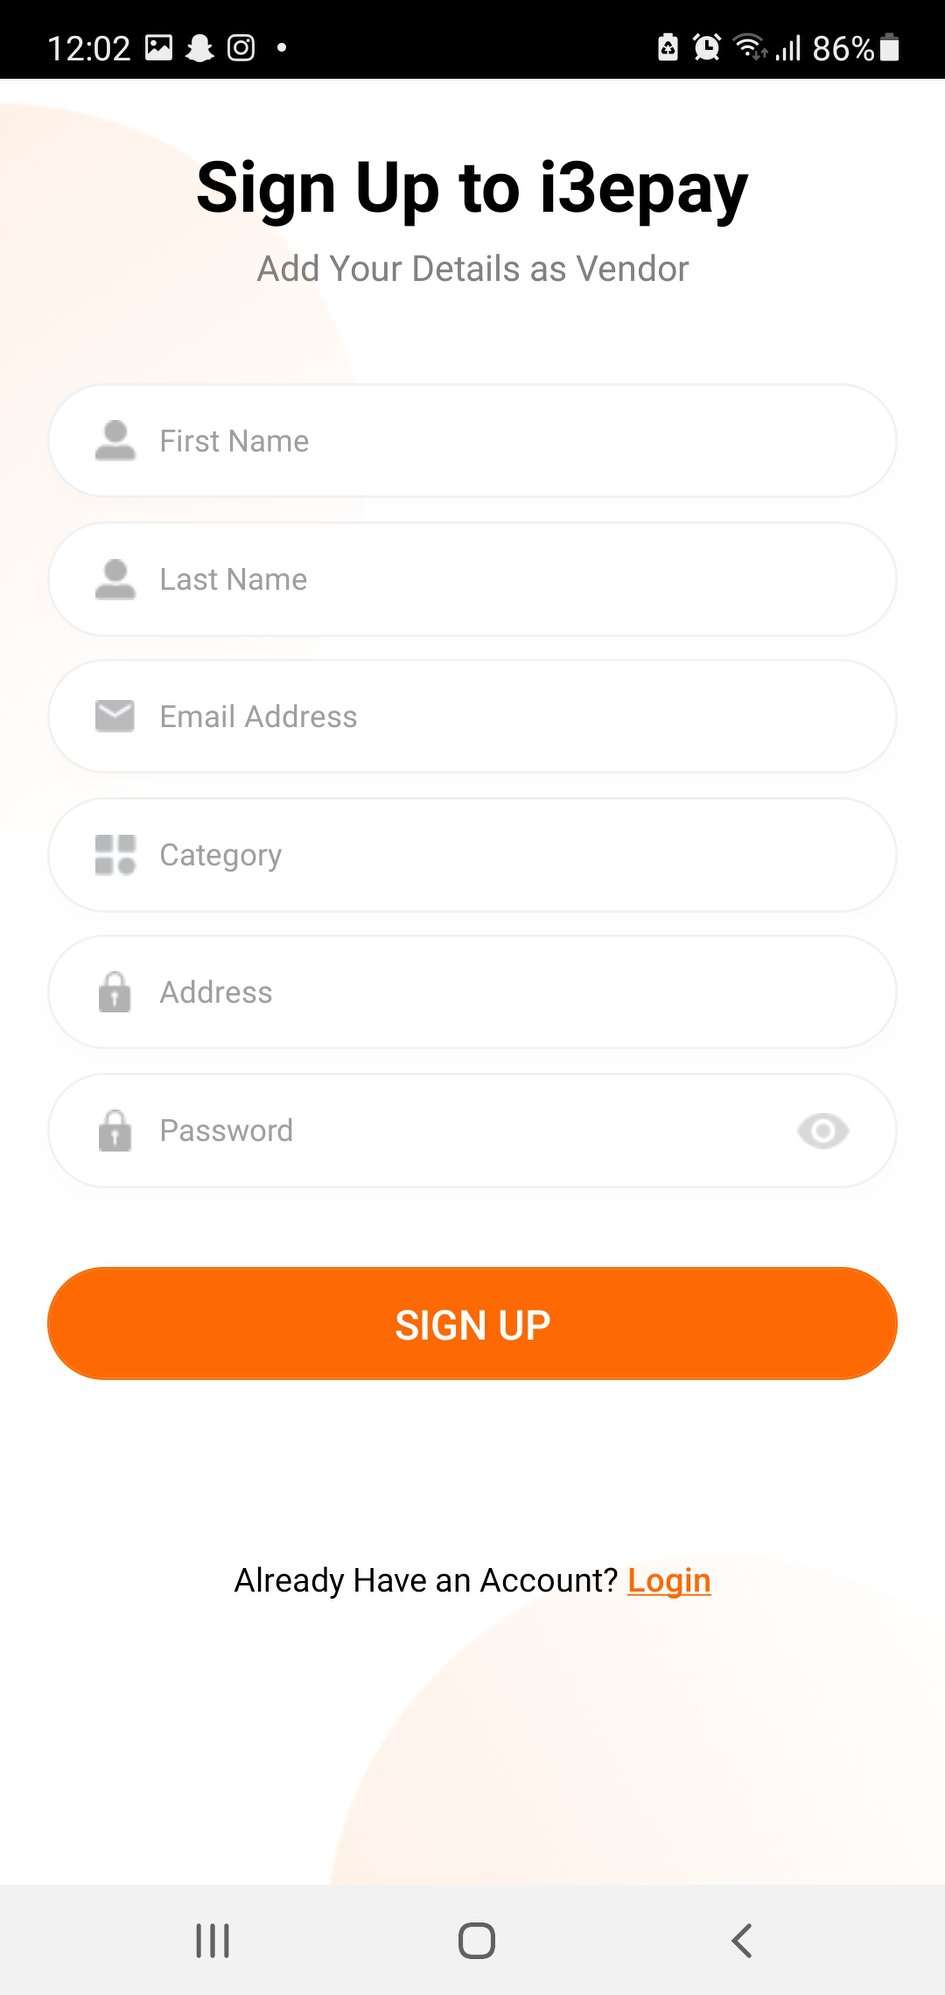 12:02
86%
Sign Up to i3epay
Add Your Details as Vendor
First Name
Last Name
Email Address
Category
Address
Password
SIGN UP
Already Have an Account? Login